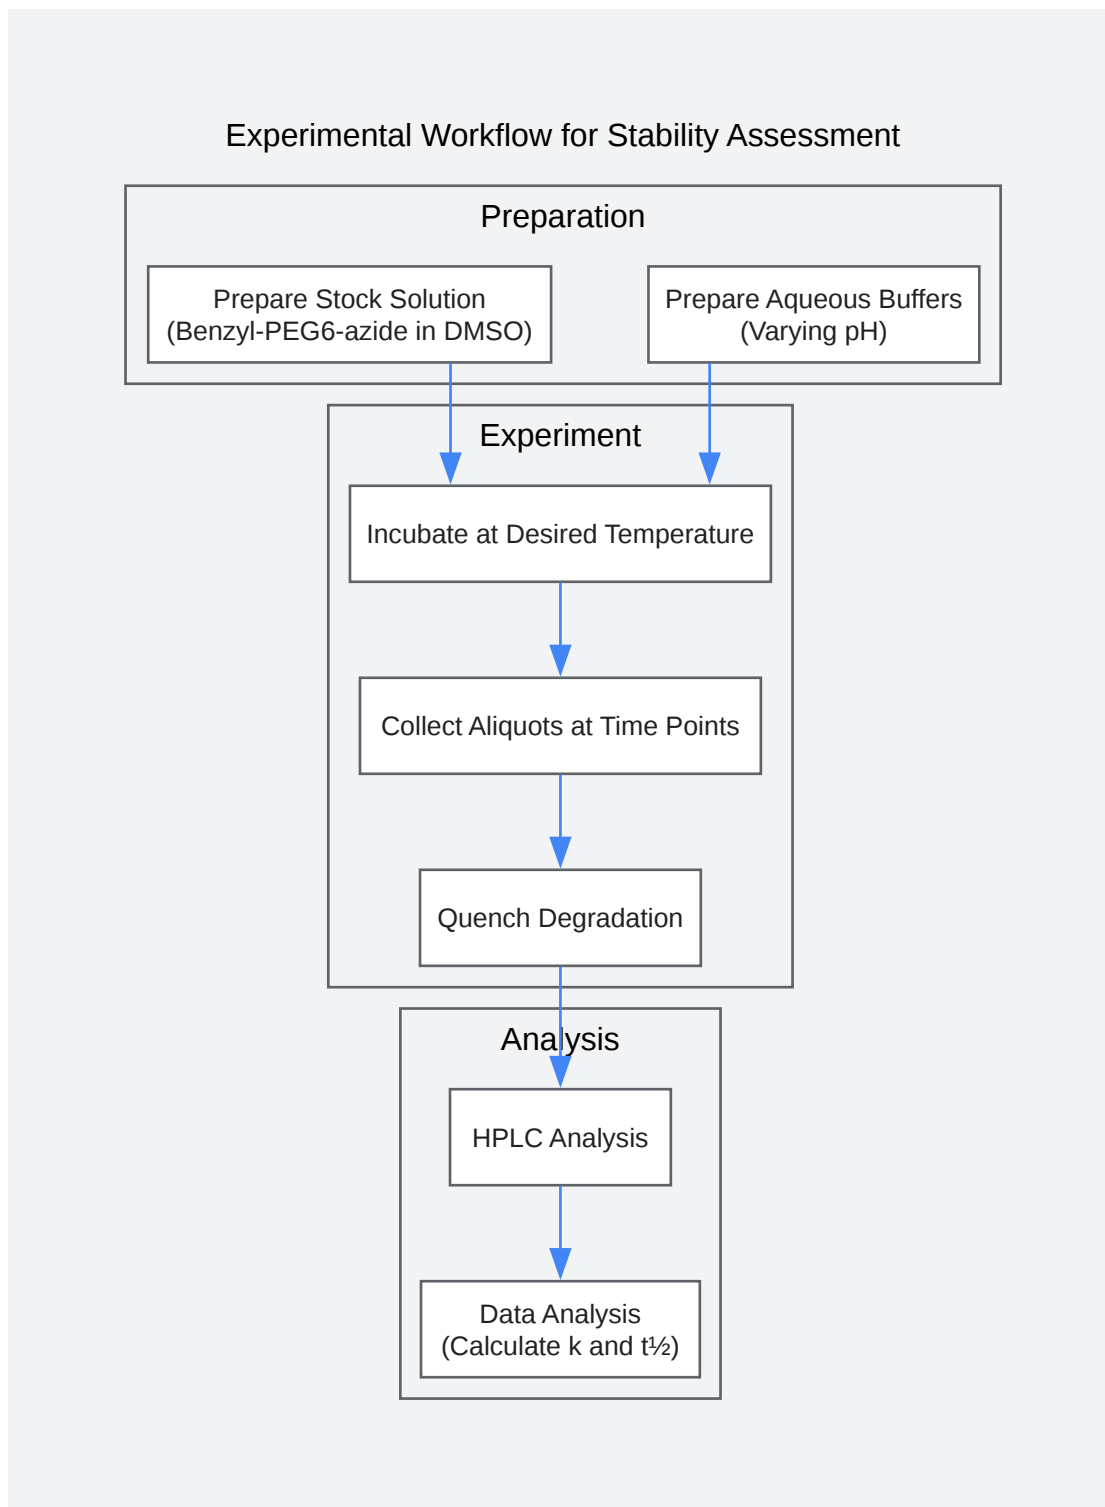 Experimental Workflow for Stability Assessment
Preparation
Prepare Stock Solution
(Benzyl-PEG6-azide in DMSO)
Prepare Aqueous Buffers
(Varying pH)
Experiment
Incubate at Desired Temperature
Collect Aliquots at Time Points
Quench Degradation
Analysis
HPLC Analysis
Data Analysis
(Calculate k and t½)